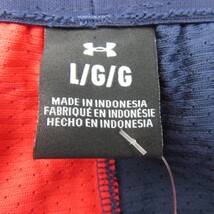 L/G/G
MADE IN INDONESIA
FABRIQUÉ EN INDONÉSIE
HECHO EN INDONESIA